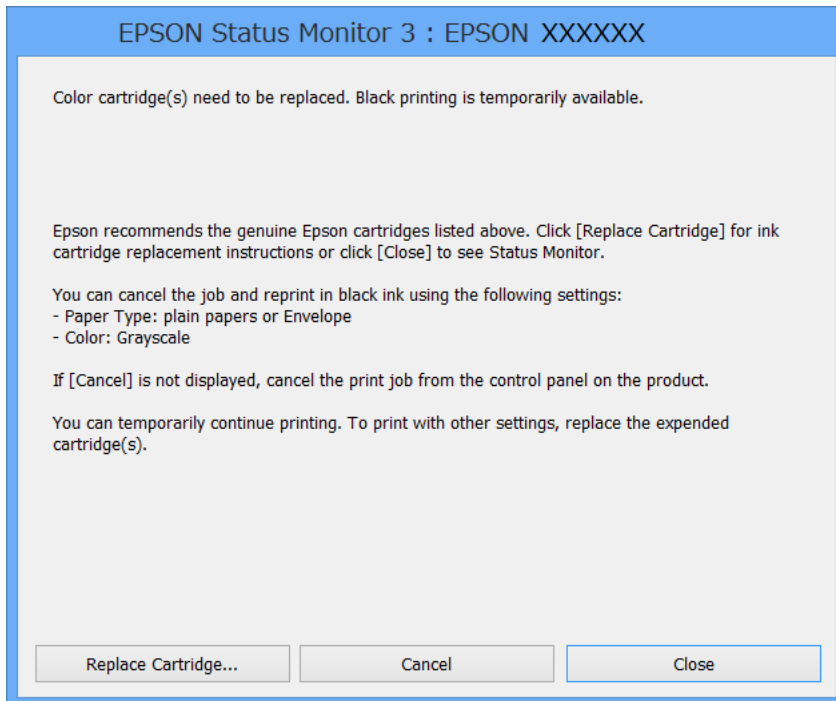 EPSON Status Monitor 3 : EPSON XXXXXX
Color cartridge(s) need to be replaced. Black printing is temporarily available.
Epson recommends the genuine Epson cartridges listed above. Click [Replace Cartridge] for ink
cartridge replacement instructions or click [Close] to see Status Monitor.
You can cancel the job and reprint in black ink using the following settings:
- Paper Type: plain papers or Envelope
- Color: Grayscale
If [Cancel] is not displayed, cancel the print job from the control panel on the product.
You can temporarily continue printing. To print with other settings, replace the expended
cartridge(s).
Replace Cartridge... Cancel Close